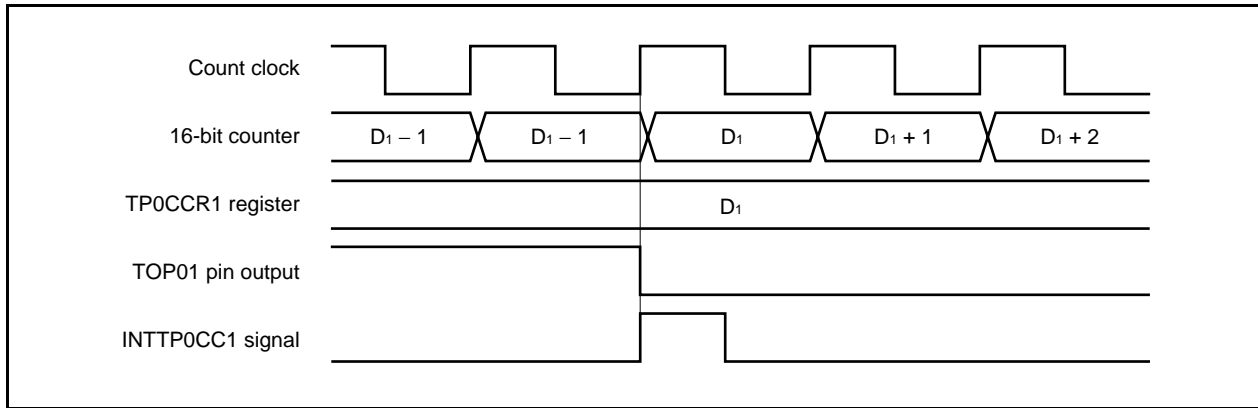 Count clock
16-bit counter
D1 − 1 D1 − 1 D1 D1 + 1 D1 + 2
TP0CCR1 register
D1
TOP01 pin output
INTTP0CC1 signal